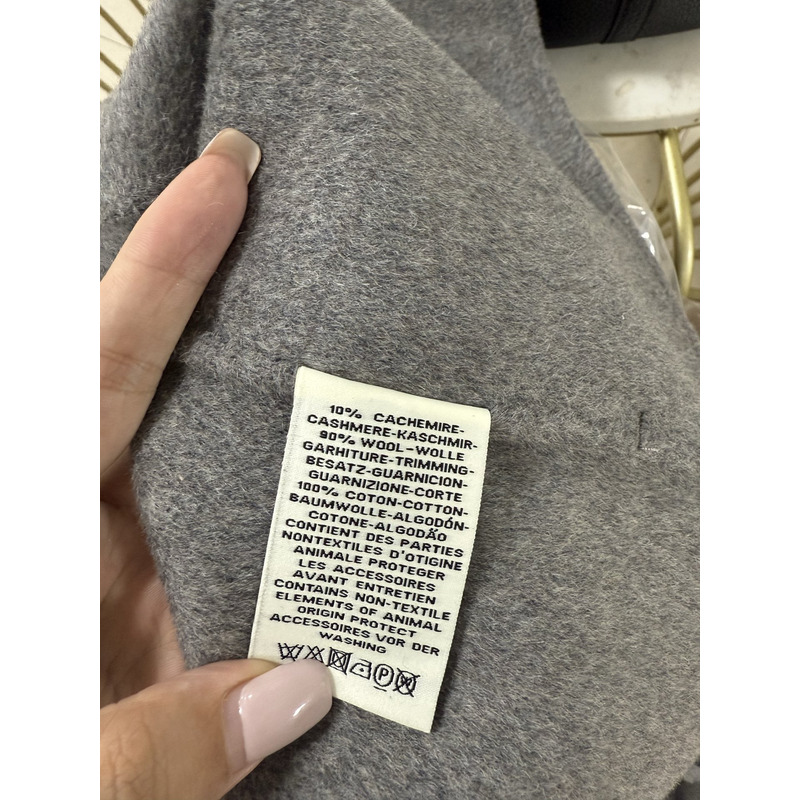 10% CACHEMIRE-
CASHMERE-KASCHMIR-
90% WOOL-WOLLE
GARHITURE-TRIMMING-
BESATZ-GUARNICION-
GUARNIZIONE-CORTE
100% COTON-COTTON-
BAUMWOLLE-ALGODÓN-
COTONE-ALGODÃO
CONTIENT DES PARTIES
NONTEXTILES D'OTIGINE
ANIMALE PROTEGER
LES ACCESSOIRES
AVANT ENTRETIEN
CONTAINS NON-TEXTILE
ELEMENTS OF ANIMAL
ORIGIN PROTECT
ACCESSOIRES VOR DER
WASHING
P